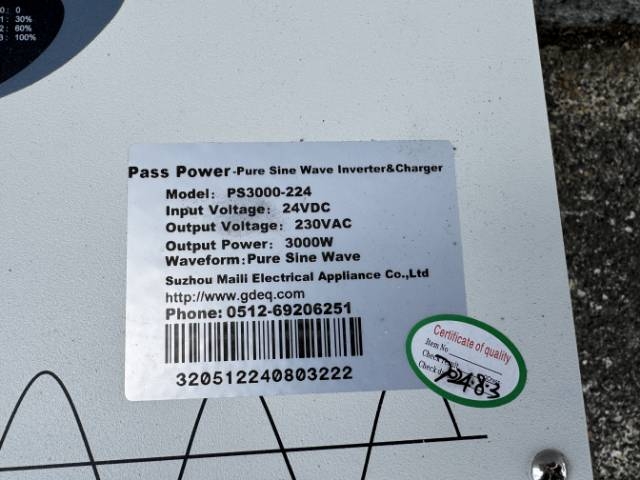 0: 0
1: 30%
2: 60%
3: 100%
Pass Power-Pure Sine Wave Inverter&Charger
Model: PS3000-224
Input Voltage: 24VDC
Output Voltage: 230VAC
Output Power: 3000W
Waveform:Pure Sine Wave
Suzhou Maili Electrical Appliance Co.,Ltd
http://www.gdeq.com
Phone: 0512-69206251
320512240803222
Certificate of quality
Item No
Check result
Check d